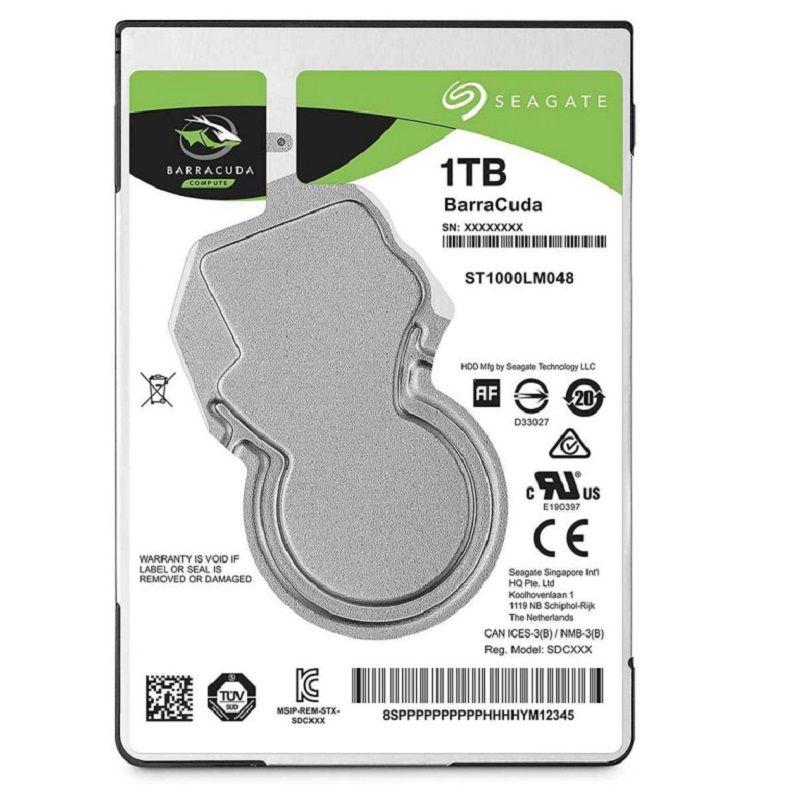 SEAGATE
BARRACUDA
COMPUTE
1TB
BarraCuda
SN: XXXXXXXX
ST1000LM048
HDD Mfg by Seagate Technology LLC
AF
20
D33027
c RU US
E190397
CE
WARRANTY IS VOID IF
LABEL OR SEAL IS
REMOVED OR DAMAGED
Seagate Singapore Int'l
HQ Pte. Ltd
Koolhovenlaan 1
1119 NB Schiphol-Rijk
The Netherlands
CAN ICES-3(B) / NMB-3(B)
Reg. Model: SDCXXX
TUV
SUD
MSIP-REM-STX-
SDCXXX
8SPPPPPPPPPPHHHHYM12345